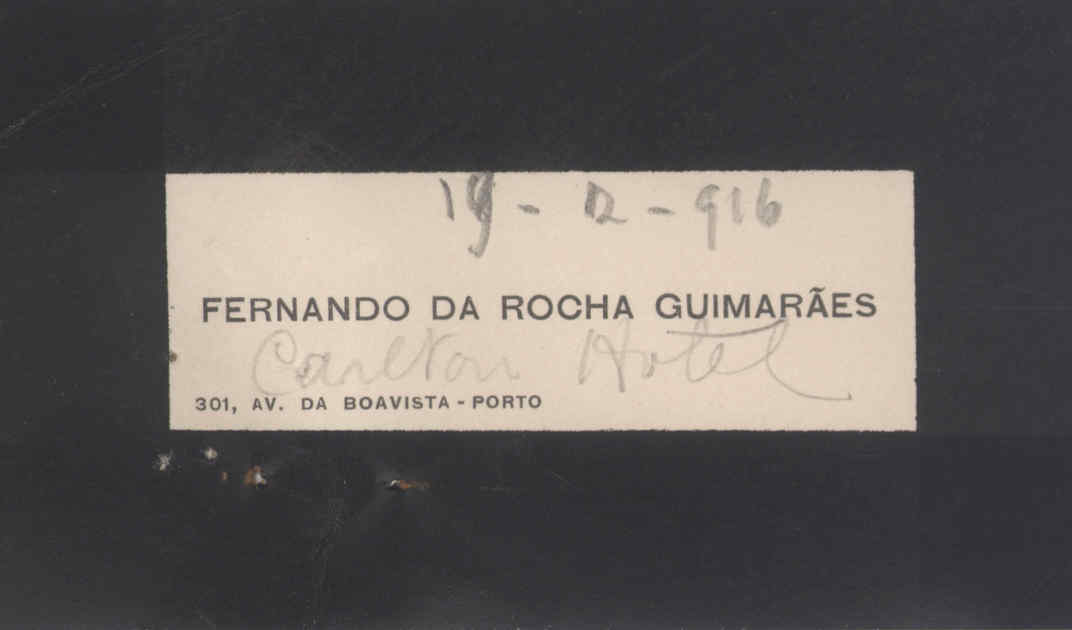 19 - 12 - 916
FERNANDO DA ROCHA GUIMARÃES
Carlton Hotel
301, AV. DA BOAVISTA - PORTO